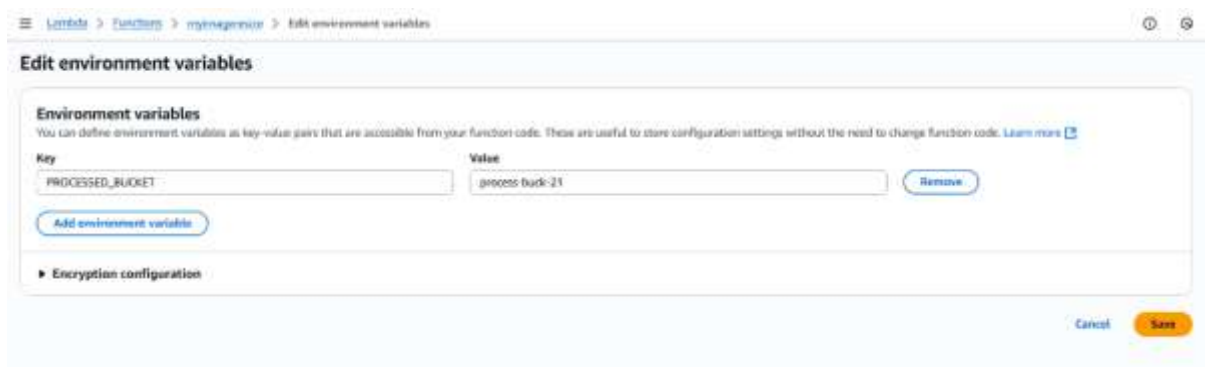 Lambda > Functions > myimageresize > Edit environment variables
Edit environment variables
Environment variables
You can define environment variables as key-value pairs that are accessible from your function code. These are useful to store configuration settings without the need to change function code. Learn more
Key Value
PROCESSED_BUCKET process-buck-21 Remove
Add environment variable
Encryption configuration
Cancel Save